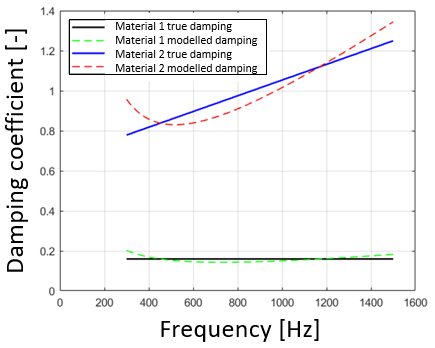 1.4
1.2
1
0.8
0.6
0.4
0.2
0
Material 1 true damping
Material 1 modelled damping
Material 2 true damping
Material 2 modelled damping
Damping coefficient [-]
0 200 400 600 800 1000 1200 1400 1600
Frequency [Hz]